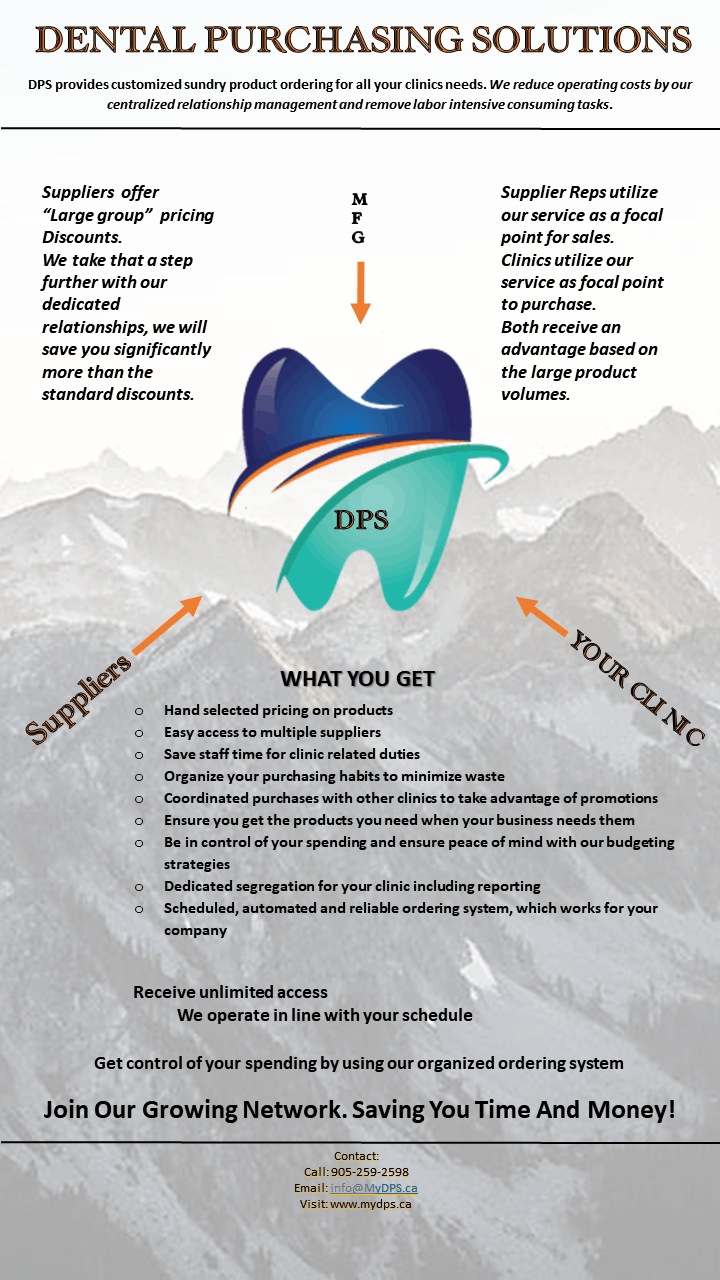 DENTAL PURCHASING SOLUTIONS
DPS provides customized sundry product ordering for all your clinics needs. We reduce operating costs by our
centralized relationship management and remove labor intensive consuming tasks.
Suppliers offer
“Large group” pricing
Discounts.
We take that a step
further with our
dedicated
relationships, we will
save you significantly
more than the
standard discounts.
M
F
G
Supplier Reps utilize
our service as a focal
point for sales.
Clinics utilize our
service as focal point
to purchase.
Both receive an
advantage based on
the large product
volumes.
DPS
Suppliers
YOUR CLINIC
WHAT YOU GET
o Hand selected pricing on products
o Easy access to multiple suppliers
o Save staff time for clinic related duties
o Organize your purchasing habits to minimize waste
o Coordinated purchases with other clinics to take advantage of promotions
o Ensure you get the products you need when your business needs them
o Be in control of your spending and ensure peace of mind with our budgeting
strategies
o Dedicated segregation for your clinic including reporting
o Scheduled, automated and reliable ordering system, which works for your
company
Receive unlimited access
We operate in line with your schedule
Get control of your spending by using our organized ordering system
Join Our Growing Network. Saving You Time And Money!
Contact:
Call: 905-259-2598
Email: info@MyDPS.ca
Visit: www.mydps.ca